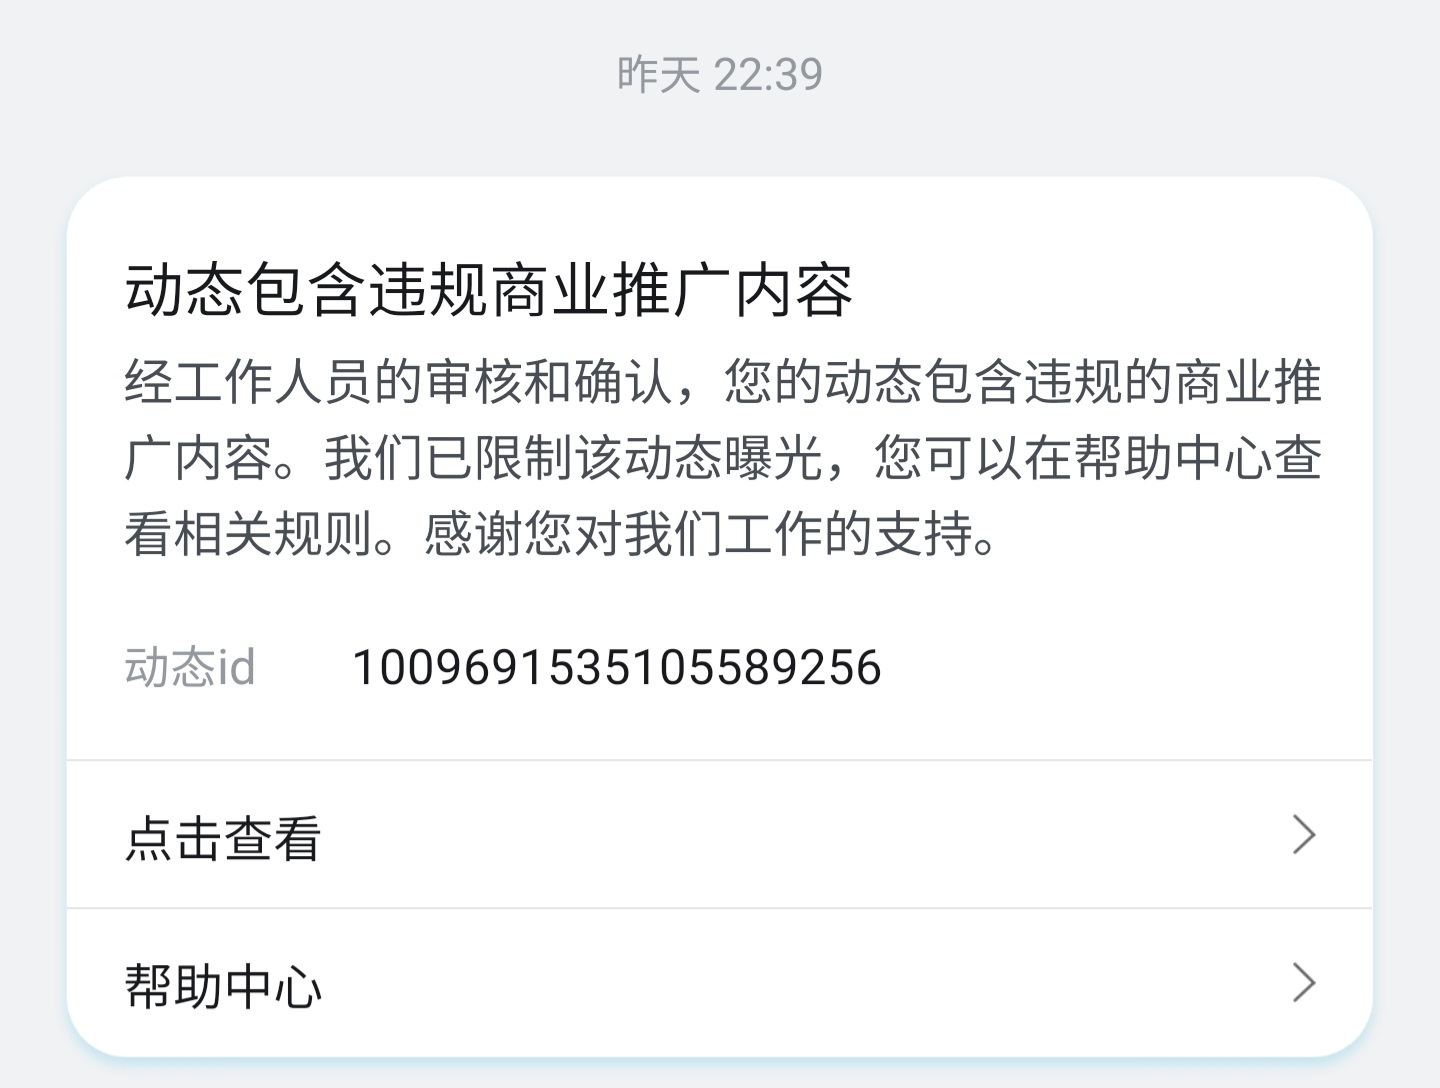 昨天 22:39
动态包含违规商业推广内容
经工作人员的审核和确认，您的动态包含违规的商业推
广内容。我们已限制该动态曝光，您可以在帮助中心查
看相关规则。感谢您对我们工作的支持。
动态id 1009691535105589256
点击查看
帮助中心